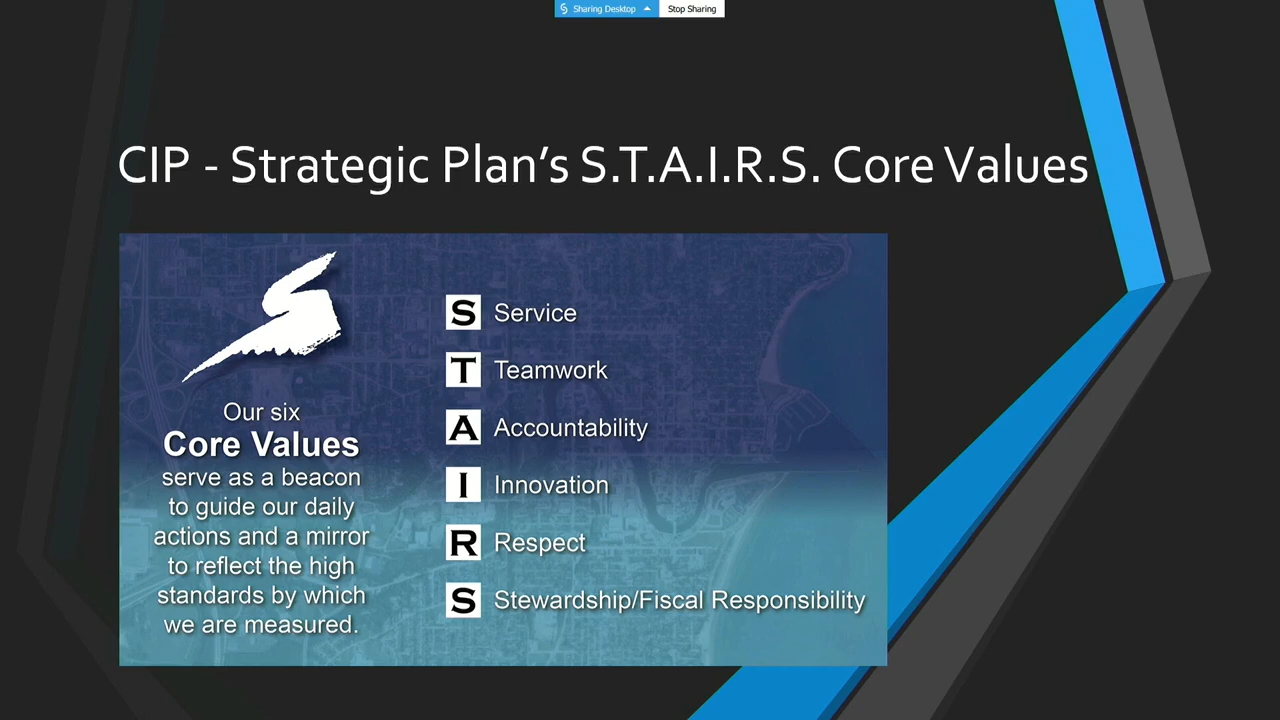 Sharing Desktop Stop Sharing
CIP - Strategic Plan’s S.T.A.I.R.S. Core Values
Our six
Core Values
serve as a beacon
to guide our daily
actions and a mirror
to reflect the high
standards by which
we are measured.
S Service
T Teamwork
A Accountability
I Innovation
R Respect
S Stewardship/Fiscal Responsibility